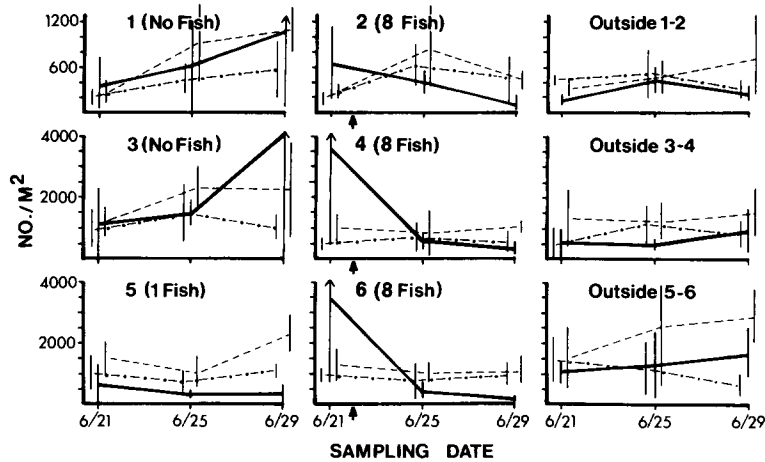 1 (No Fish) 2 (8 Fish) Outside 1-2
1200
600
3 (No Fish) 4 (8 Fish) Outside 3-4
4000
2000
NO./M²
5 (1 Fish) 6 (8 Fish) Outside 5-6
4000
2000
6/21 6/25 6/29 6/21 6/25 6/29 6/21 6/25 6/29
SAMPLING DATE